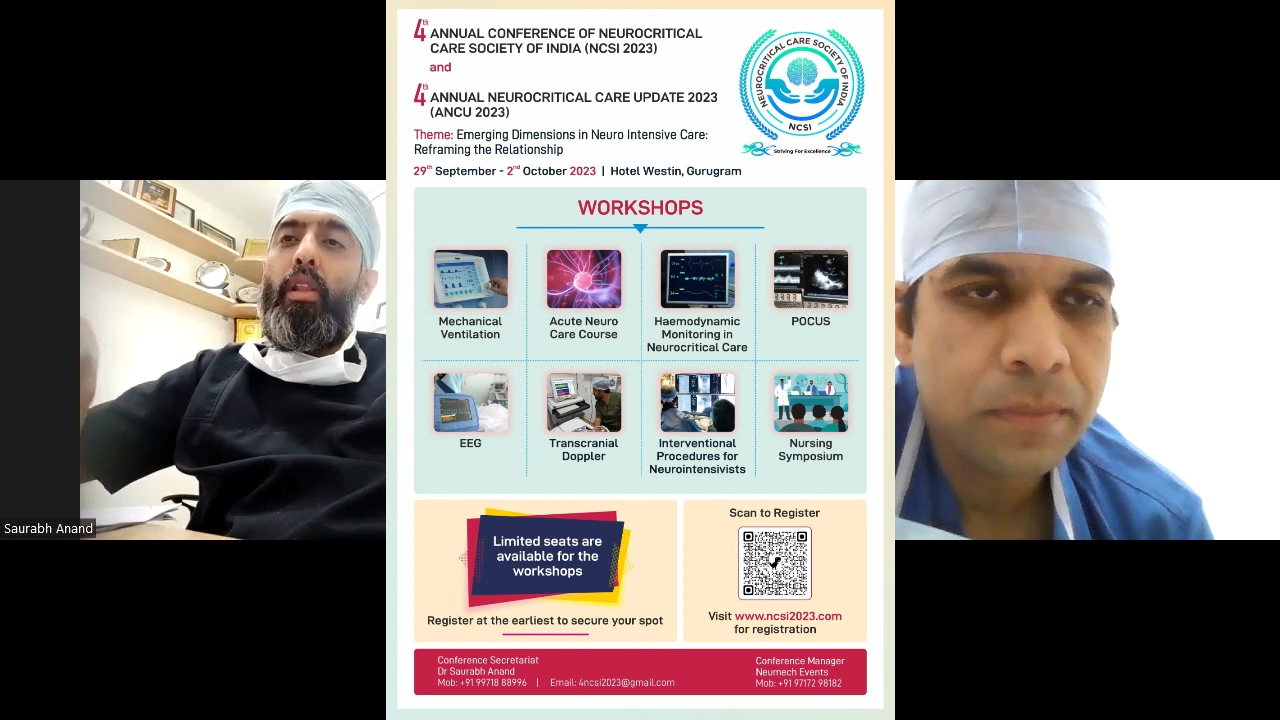 4th ANNUAL CONFERENCE OF NEUROCRITICAL
CARE SOCIETY OF INDIA (NCSI 2023)
and
4th ANNUAL NEUROCRITICAL CARE UPDATE 2023
(ANCU 2023)
Theme: Emerging Dimensions in Neuro Intensive Care:
Reframing the Relationship
29th September - 2nd October 2023 | Hotel Westin, Gurugram
NEUROCRITICAL CARE SOCIETY OF INDIA
NCSI
Striving For Excellence
WORKSHOPS
Mechanical
Ventilation
Acute Neuro
Care Course
Haemodynamic
Monitoring in
Neurocritical Care
POCUS
EEG
Transcranial
Doppler
Interventional
Procedures for
Neurointensivists
Nursing
Symposium
Limited seats are
available for the
workshops
Register at the earliest to secure your spot
Scan to Register
Visit www.ncsi2023.com
for registration
Conference Secretariat
Dr Saurabh Anand
Mob: +91 99718 88996 | Email: 4ncsi2023@gmail.com
Conference Manager
Neumech Events
Mob: +91 97172 98182
Saurabh Anand